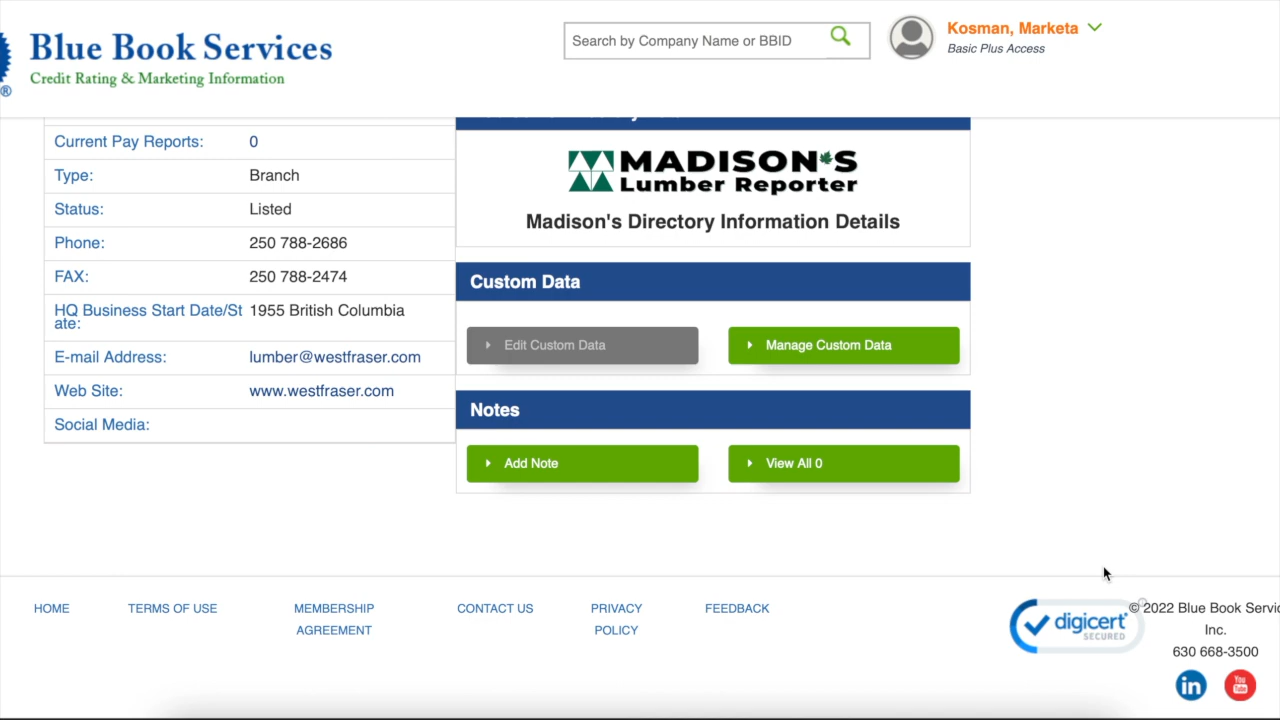 Blue Book Services
Credit Rating & Marketing Information
®
Search by Company Name or BBID
Kosman, Marketa
Basic Plus Access
Current Pay Reports: 0
Type: Branch
Status: Listed
Phone: 250 788-2686
FAX: 250 788-2474
HQ Business Start Date/St 1955 British Columbia
ate:
E-mail Address: lumber@westfraser.com
Web Site: www.westfraser.com
Social Media:
MADISON'S
Lumber Reporter
Madison's Directory Information Details
Custom Data
Edit Custom Data
Manage Custom Data
Notes
Add Note
View All 0
HOME
TERMS OF USE
MEMBERSHIP
AGREEMENT
CONTACT US
PRIVACY
POLICY
FEEDBACK
digicert
SECURED
© 2022 Blue Book Servic
Inc.
630 668-3500
in
You
Tube